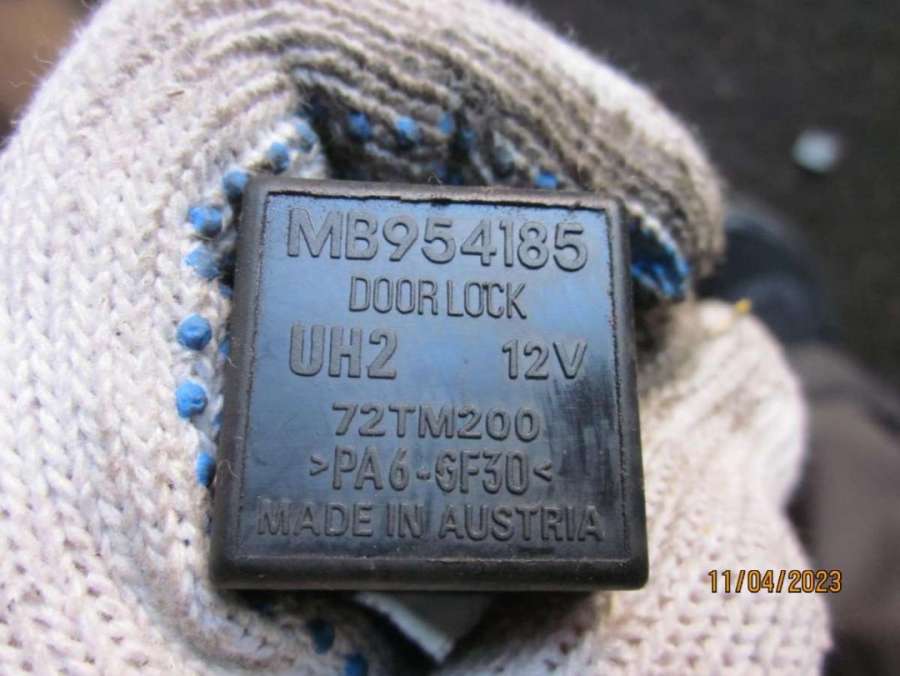 MB954185
DOOR LOCK
UH2 12V
72TM200
>PA6-GF30<
MADE IN AUSTRIA
11/04/2023